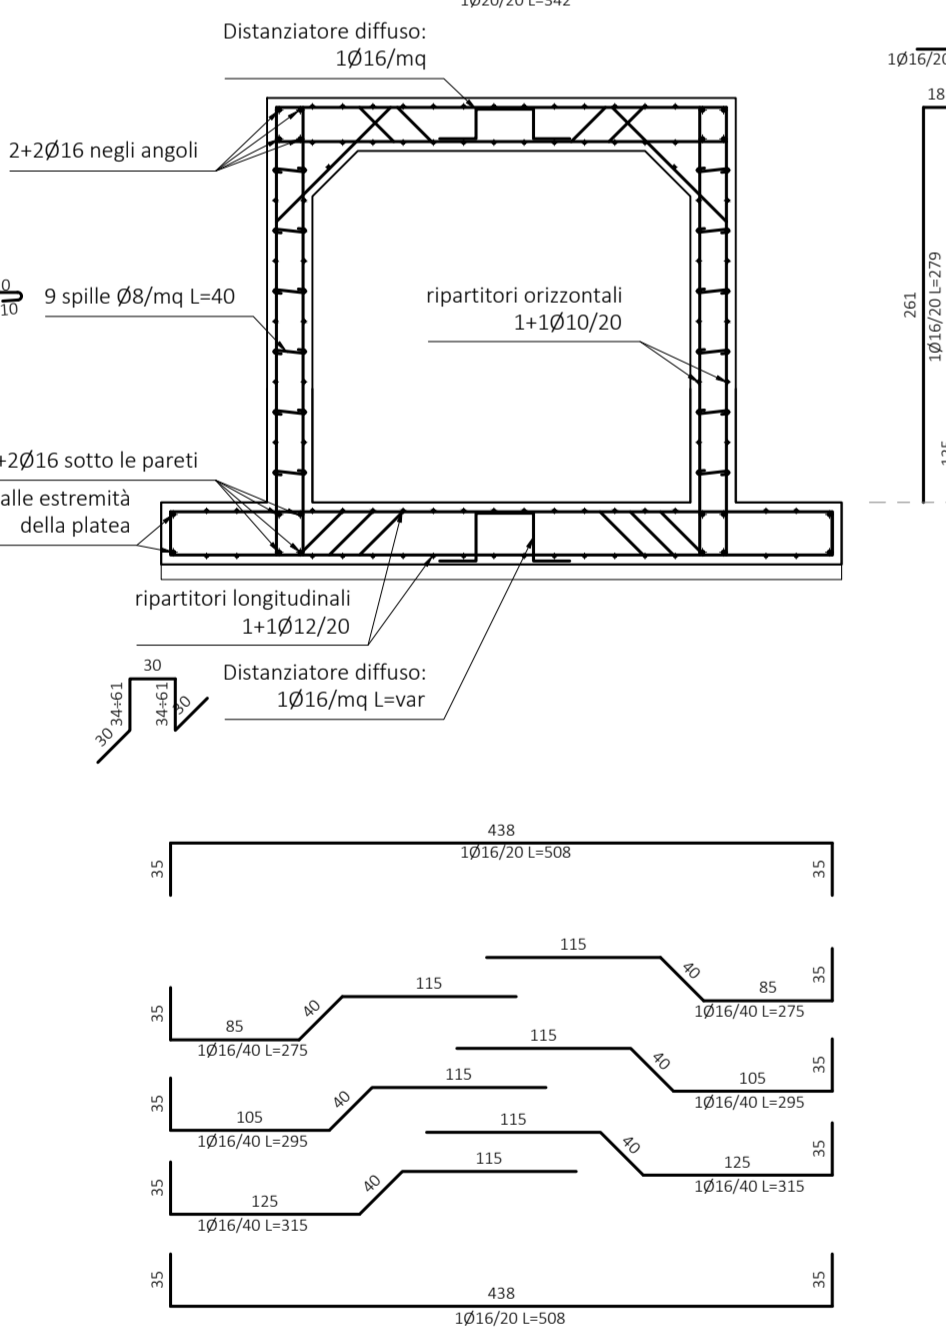 1Ø20/20 L=342
Distanziatore diffuso:
1Ø16/mq
1Ø16/20
18
2+2Ø16 negli angoli
0
10
9 spille Ø8/mq L=40
ripartitori orizzontali
1+1Ø10/20
261
1Ø16/20 L=279
+2Ø16 sotto le pareti
alle estremità
della platea
ripartitori longitudinali
1+1Ø12/20
Distanziatore diffuso:
1Ø16/mq L=var
30
34÷61
34÷61
30
30
438
1Ø16/20 L=508
35
35
115
40
85
35
1Ø16/40 L=275
115
40
85
35
1Ø16/40 L=275
115
40
105
35
1Ø16/40 L=295
115
40
105
35
1Ø16/40 L=295
115
40
125
35
1Ø16/40 L=315
115
40
125
35
1Ø16/40 L=315
35
35
438
1Ø16/20 L=508